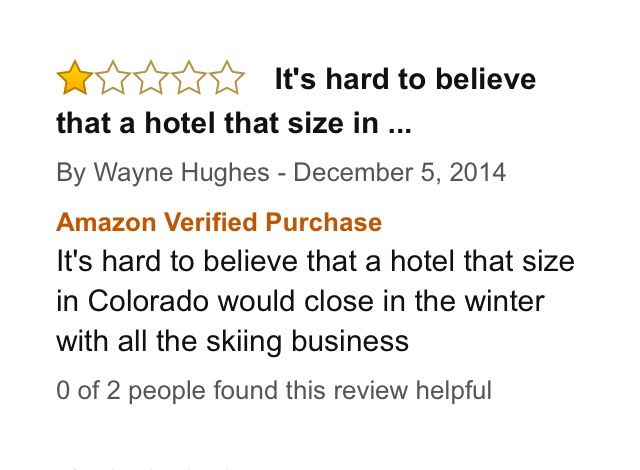 It's hard to believe
that a hotel that size in ...
By Wayne Hughes - December 5, 2014
Amazon Verified Purchase
It's hard to believe that a hotel that size
in Colorado would close in the winter
with all the skiing business
0 of 2 people found this review helpful